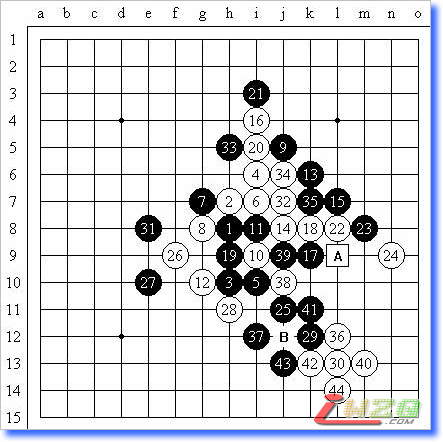 a b c d e f g h i j k l m n o
1
2
3 21
4 16
5 33 20 9
6 4 34 13
7 7 2 6 32 35 15
8 31 8 1 11 14 18 22 23
9 26 19 10 39 17 A 24
10 27 12 3 5 38
11 28 25 41
12 37 B 29 36
13 43 42 30 40
14 44
15
.COM